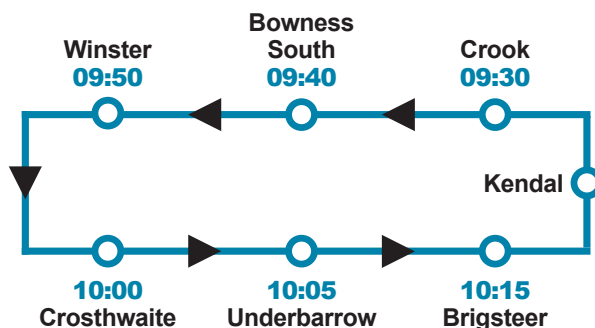 Winster
09:50
Bowness
South
09:40
Crook
09:30
Kendal
10:00
Crosthwaite
10:05
Underbarrow
10:15
Brigsteer